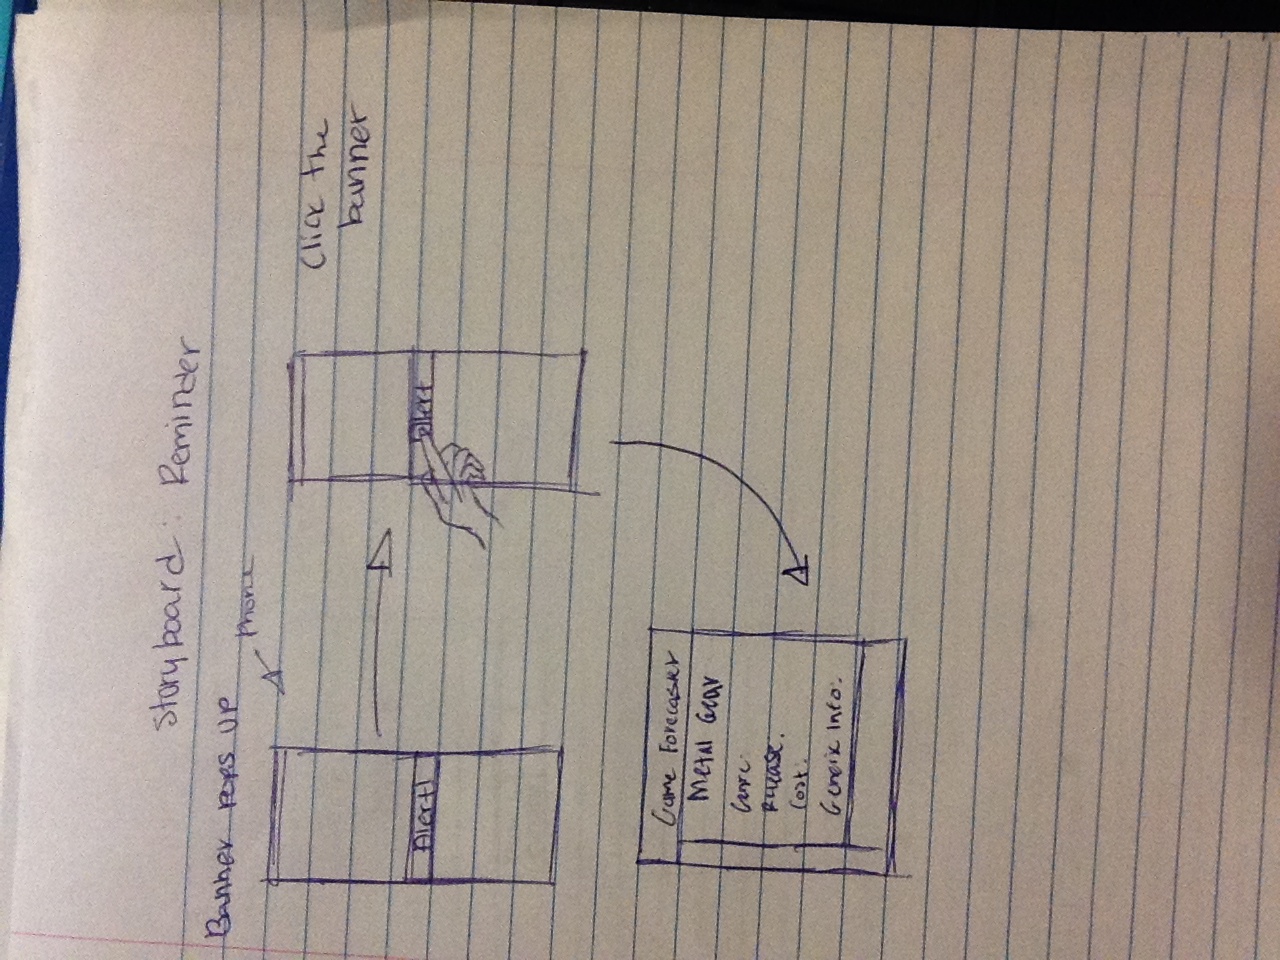 Storyboard: Reminder
Banner pops up
Phone
Alert!
Click the
banner
Alert
Game Forecaster
Metal Gear
Release.
Cost.
Generic Info.